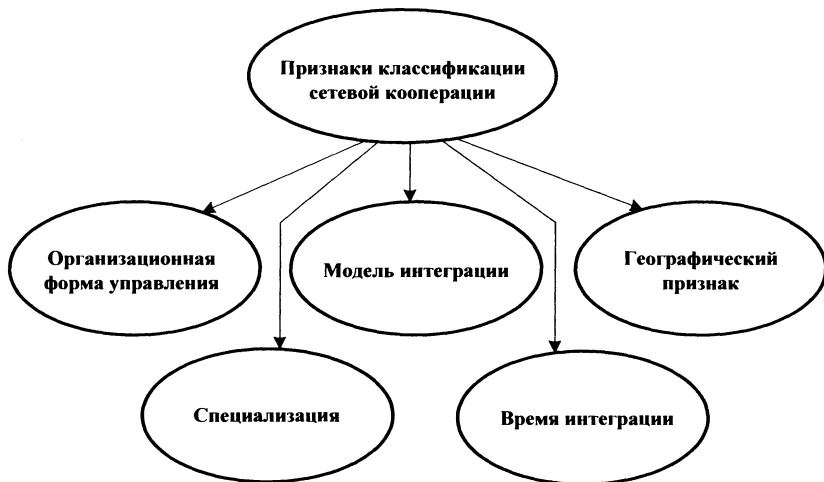 Признаки классификации
сетевой кооперации
Организационная
форма управления
Модель интеграции
Географический
признак
Специализация
Время интеграции